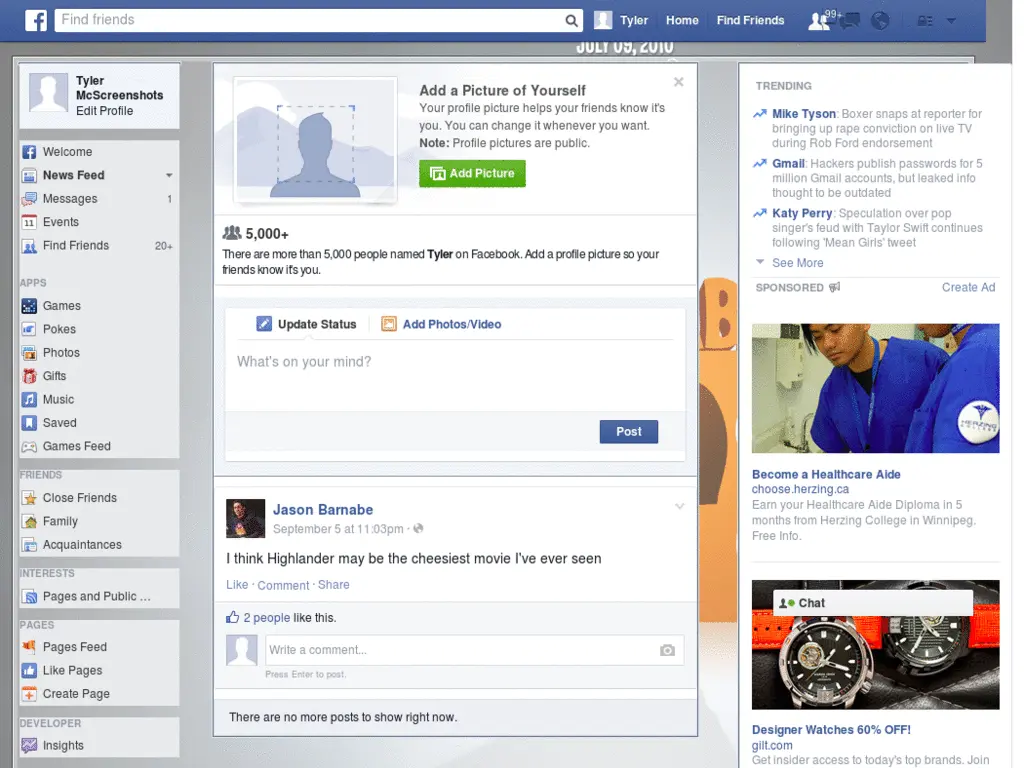 Find friends
Tyler
Home
Find Friends
99+
JULY 09, 2010
Tyler
McScreenshots
Edit Profile
Welcome
News Feed
Messages 1
Events
Find Friends 20+
APPS
Games
Pokes
Photos
Gifts
Music
Saved
Games Feed
FRIENDS
Close Friends
Family
Acquaintances
INTERESTS
Pages and Public ...
PAGES
Pages Feed
Like Pages
Create Page
DEVELOPER
Insights
Add a Picture of Yourself
Your profile picture helps your friends know it's
you. You can change it whenever you want.
Note: Profile pictures are public.
Add Picture
5,000+
There are more than 5,000 people named Tyler on Facebook. Add a profile picture so your
friends know it's you.
Update Status
Add Photos/Video
What's on your mind?
Post
Jason Barnabe
September 5 at 11:03pm ·
I think Highlander may be the cheesiest movie I've ever seen
Like · Comment · Share
2 people like this.
Write a comment...
Press Enter to post.
There are no more posts to show right now.
B
TRENDING
Mike Tyson: Boxer snaps at reporter for
bringing up rape conviction on live TV
during Rob Ford endorsement
Gmail: Hackers publish passwords for 5
million Gmail accounts, but leaked info
thought to be outdated
Katy Perry: Speculation over pop
singer's feud with Taylor Swift continues
following 'Mean Girls' tweet
See More
SPONSORED
Create Ad
HERZING
COLLEGE
Become a Healthcare Aide
choose.herzing.ca
Earn your Healthcare Aide Diploma in 5
months from Herzing College in Winnipeg.
Free Info.
Chat
Designer Watches 60% OFF!
gilt.com
Get insider access to today's top brands. Join